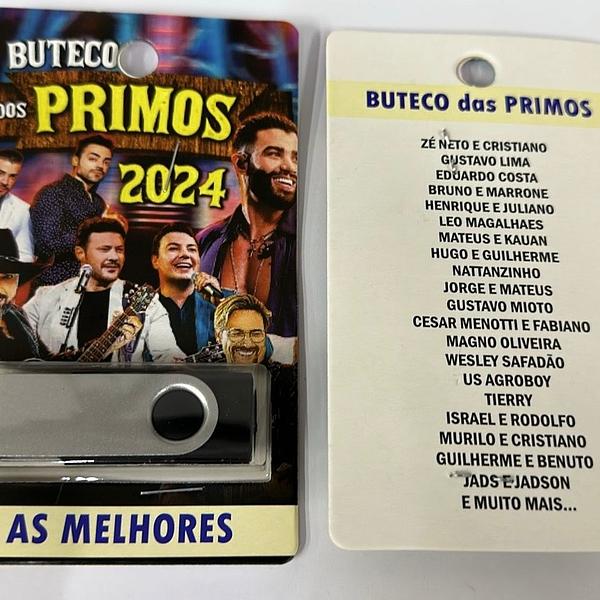 BUTECO
DOS PRIMOS
2024
AS MELHORES
BUTECO das PRIMOS
ZÉ NETO E CRISTIANO
GUSTAVO LIMA
EDUARDO COSTA
BRUNO E MARRONE
HENRIQUE E JULIANO
LEO MAGALHAES
MATEUS E KAUAN
HUGO E GUILHERME
NATTANZINHO
JORGE E MATEUS
GUSTAVO MIOTO
CESAR MENOTTI E FABIANO
MAGNO OLIVEIRA
WESLEY SAFADÃO
US AGROBOY
TIERRY
ISRAEL E RODOLFO
MURILO E CRISTIANO
GUILHERME E BENUTO
JADS E JADSON
E MUITO MAIS...